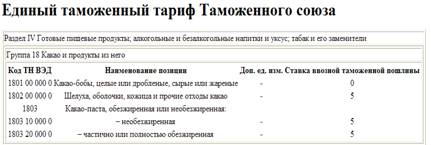 Единый таможенный тариф Таможенного союза
Раздел IV Готовые пищевые продукты; алкогольные и безалкогольные напитки и уксус; табак и его заменители
Группа 18 Какао и продукты из него
Код ТН ВЭД Наименование позиции Доп. ед. изм. Ставка ввозной таможенной пошлины
1801 00 000 0 Какао-бобы, целые или дробленые, сырые или жареные - 0
1802 00 000 0 Шелуха, оболочки, кожица и прочие отходы какао - 5
1803 Какао-паста, обезжиренная или необезжиренная:
1803 10 000 0 – необезжиренная - 5
1803 20 000 0 – частично или полностью обезжиренная - 5